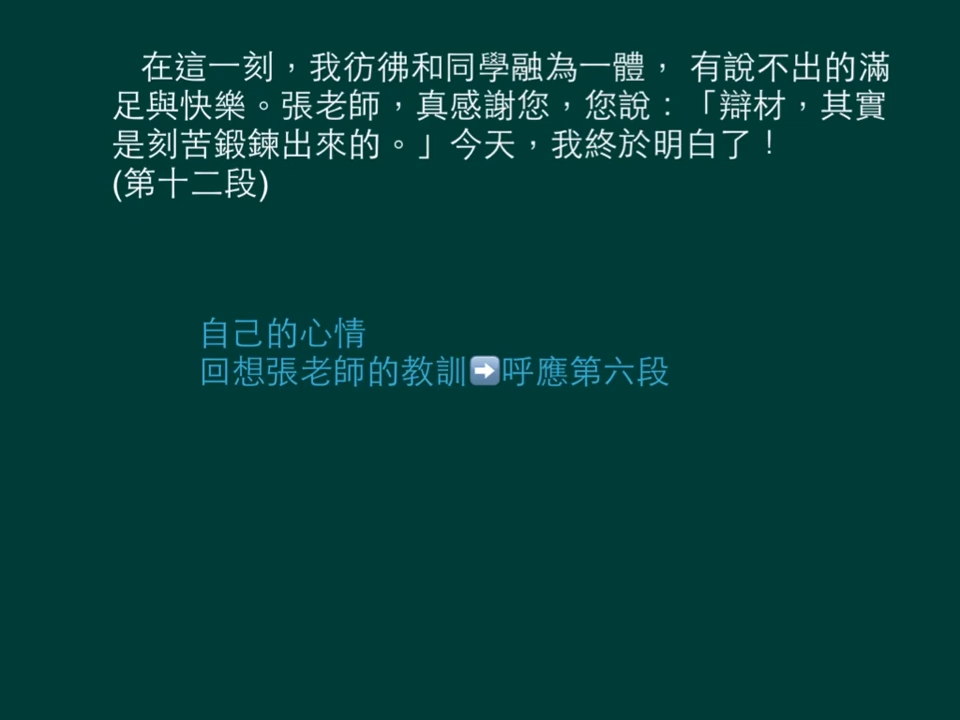 在這一刻，我彷彿和同學融為一體， 有說不出的滿
足與快樂。張老師，真感謝您，您說：「辯材，其實
是刻苦鍛鍊出來的。」今天，我終於明白了！
(第十二段)
自己的心情
回想張老師的教訓➡️呼應第六段